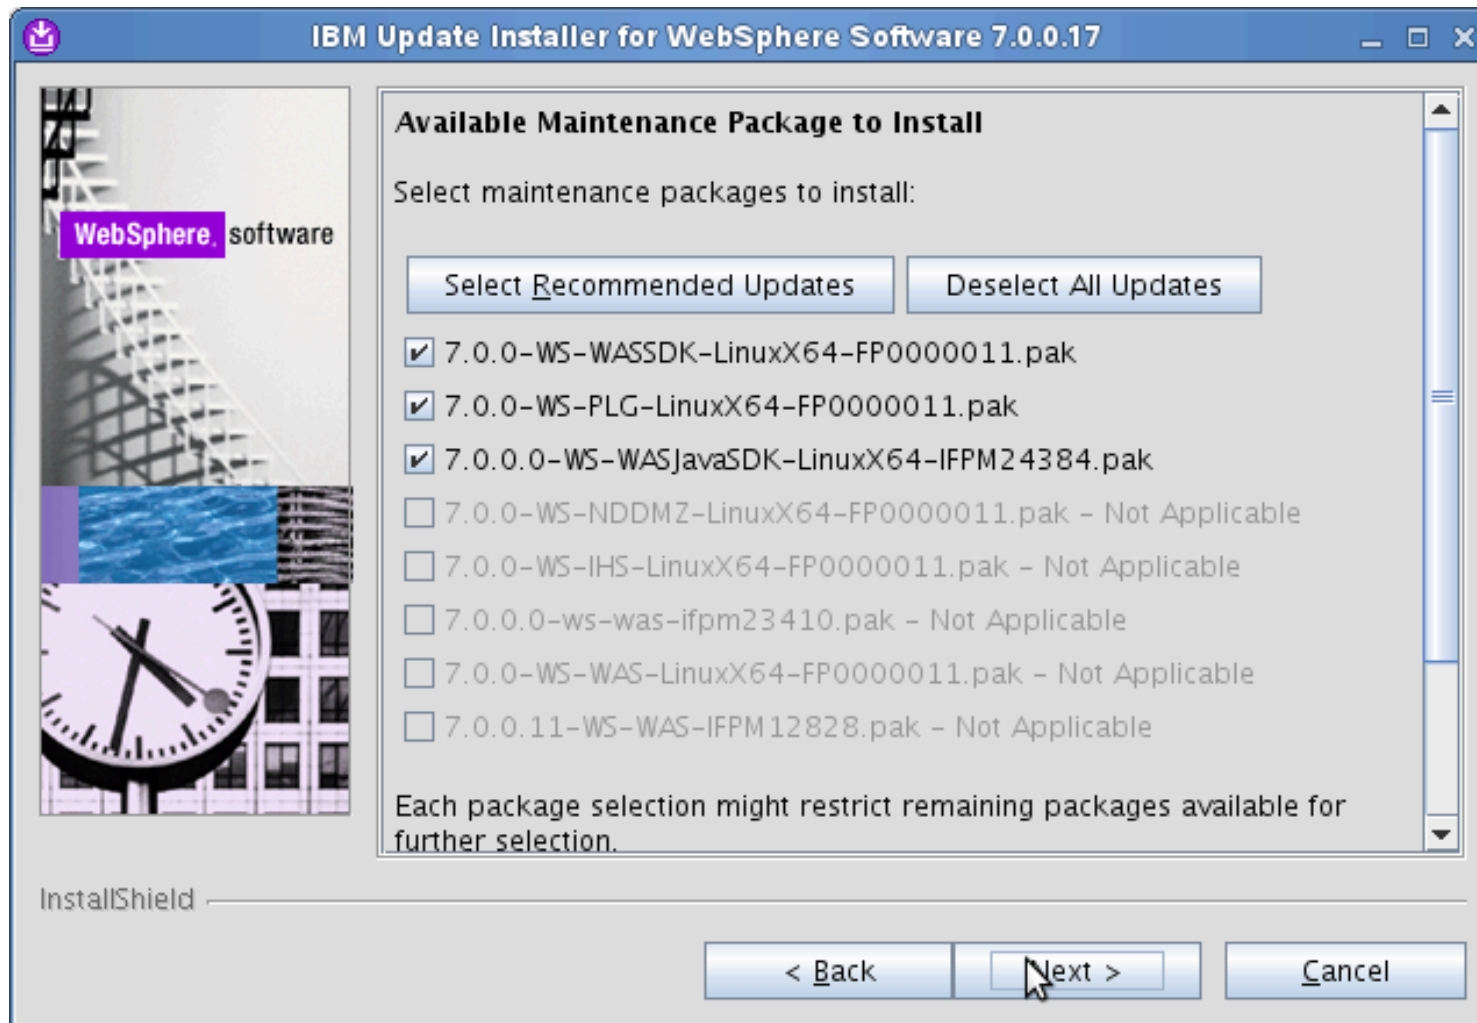 IBM Update Installer for WebSphere Software 7.0.0.17
WebSphere. software
Available Maintenance Package to Install
Select maintenance packages to install:
Select Recommended Updates
Deselect All Updates
7.0.0-WS-WASSDK-LinuxX64-FP0000011.pak
7.0.0-WS-PLG-LinuxX64-FP0000011.pak
7.0.0.0-WS-WASJavaSDK-LinuxX64-IFPM24384.pak
7.0.0-WS-NDDMZ-LinuxX64-FP0000011.pak - Not Applicable
7.0.0-WS-IHS-LinuxX64-FP0000011.pak - Not Applicable
7.0.0.0-ws-was-ifpm23410.pak - Not Applicable
7.0.0-WS-WAS-LinuxX64-FP0000011.pak - Not Applicable
7.0.0.11-WS-WAS-IFPM12828.pak - Not Applicable
Each package selection might restrict remaining packages available for
further selection.
InstallShield
< Back
Next >
Cancel